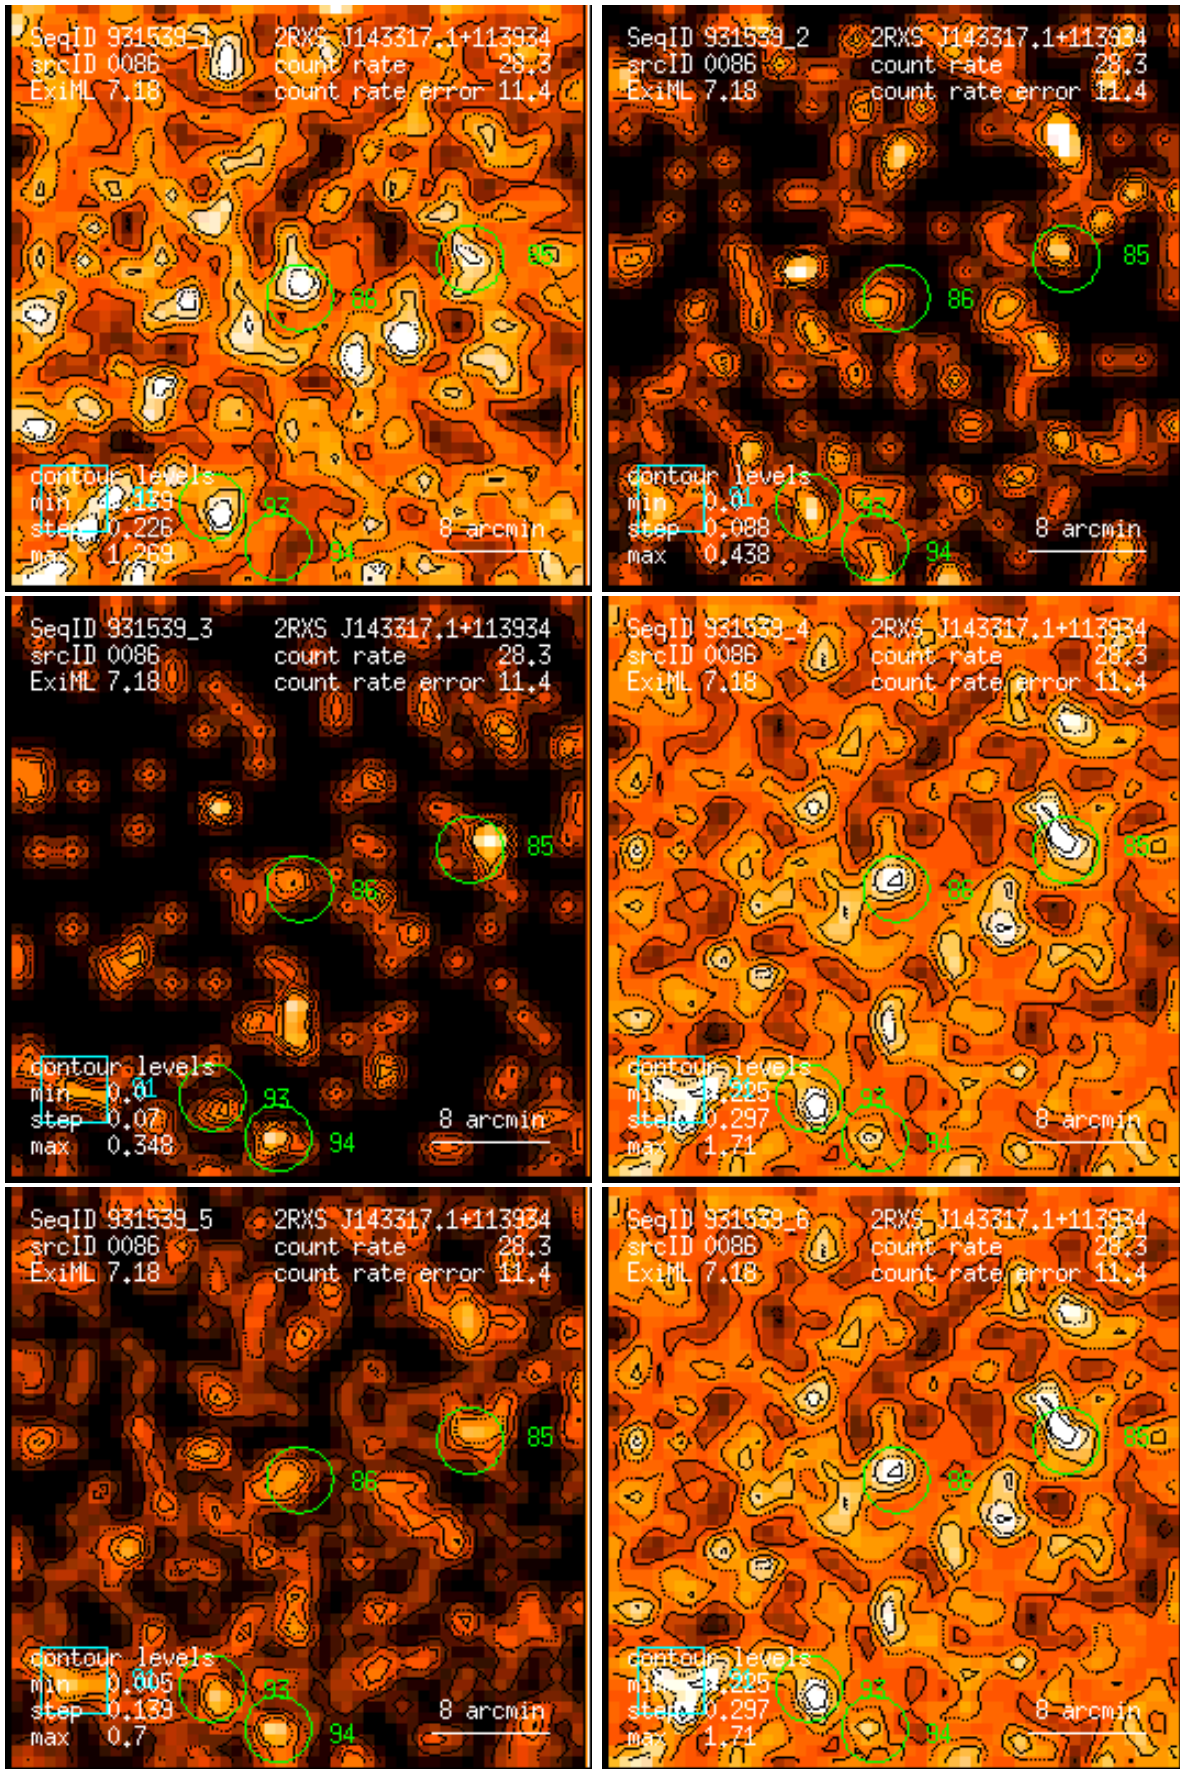 SeqID 931539_1 2RXS J143317.1+113934
srcID 0086 count rate 28.3
ExiML 7.18 count rate error 11.4
85
86
contour levels
min 0.139
93
step 0.226 8 arcmin
max 1.269 94
SeqID 931539_2 2RXS J143317.1+113934
srcID 0086 count rate 28.3
ExiML 7.18 count rate error 11.4
85
86
contour levels
min 0.0 91
93
step 0.088 8 arcmin
max 0.438 94
SeqID 931539_3 2RXS J143317.1+113934
srcID 0086 count rate 28.3
ExiML 7.18 count rate error 11.4
85
86
contour levels
min 0.0 91
93
step 0.07 8 arcmin
max 0.348 94
SeqID 931539_4 2RXS J143317.1+113934
srcID 0086 count rate 28.3
ExiML 7.18 count rate error 11.4
85
86
contour levels
min 91
93
step 0.297 8 arcmin
max 1.71 94
SeqID 931539_5 2RXS J143317.1+113934
srcID 0086 count rate 28.3
ExiML 7.18 count rate error 11.4
85
86
contour levels
min 0.005 91
93
step 0.139 8 arcmin
max 0.7 94
SeqID 931539_6 2RXS J143317.1+113934
srcID 0086 count rate 28.3
ExiML 7.18 count rate error 11.4
85
86
contour levels
min 91
93
step 0.297 8 arcmin
max 1.71 94